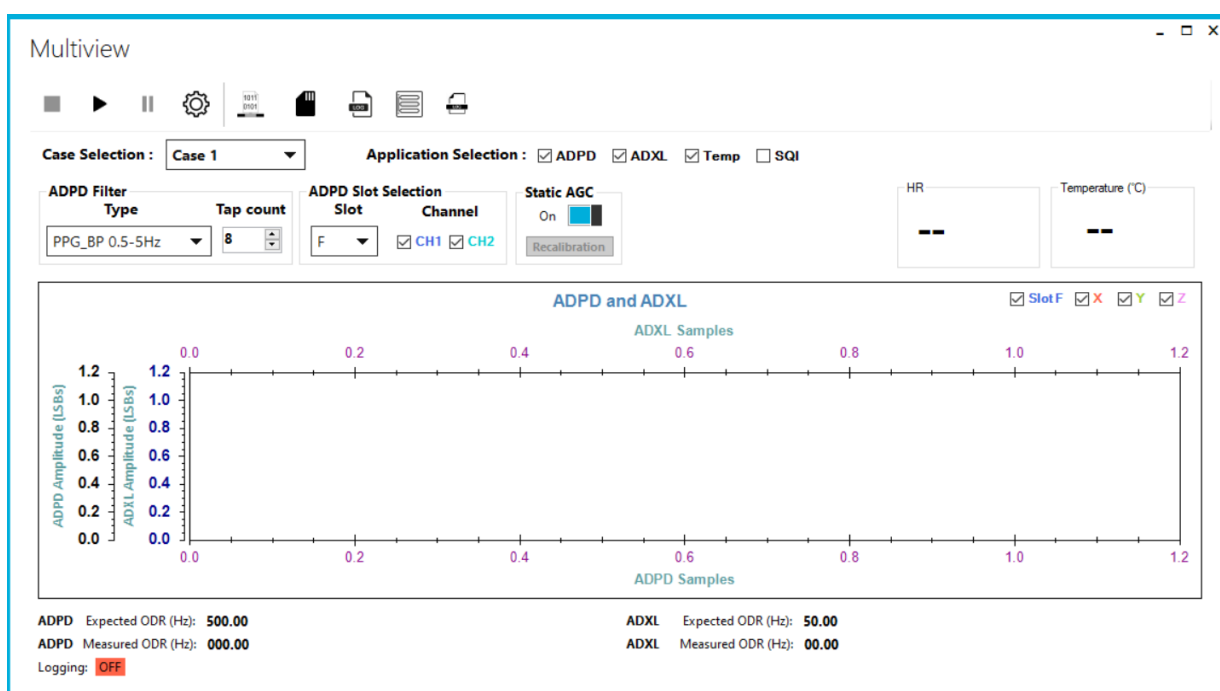 Multiview
1011
0101
LOG
Case Selection : Case 1 Application Selection : ADPD ADXL Temp SQI
ADPD Filter ADPD Slot Selection Static AGC HR Temperature (°C)
Type Tap count Slot Channel On
PPG_BP 0.5-5Hz 8 F CH1 CH2 Recalibration -- --
ADPD and ADXL Slot F X Y Z
ADXL Samples
0.0 0.2 0.4 0.6 0.8 1.0 1.2
ADPD Amplitude (LSBs)
1.2
1.0
0.8
0.6
0.4
0.2
0.0
ADXL Amplitude (LSBs)
1.2
1.0
0.8
0.6
0.4
0.2
0.0
0.0 0.2 0.4 0.6 0.8 1.0 1.2
ADPD Samples
ADPD Expected ODR (Hz): 500.00 ADXL Expected ODR (Hz): 50.00
ADPD Measured ODR (Hz): 000.00 ADXL Measured ODR (Hz): 00.00
Logging: OFF